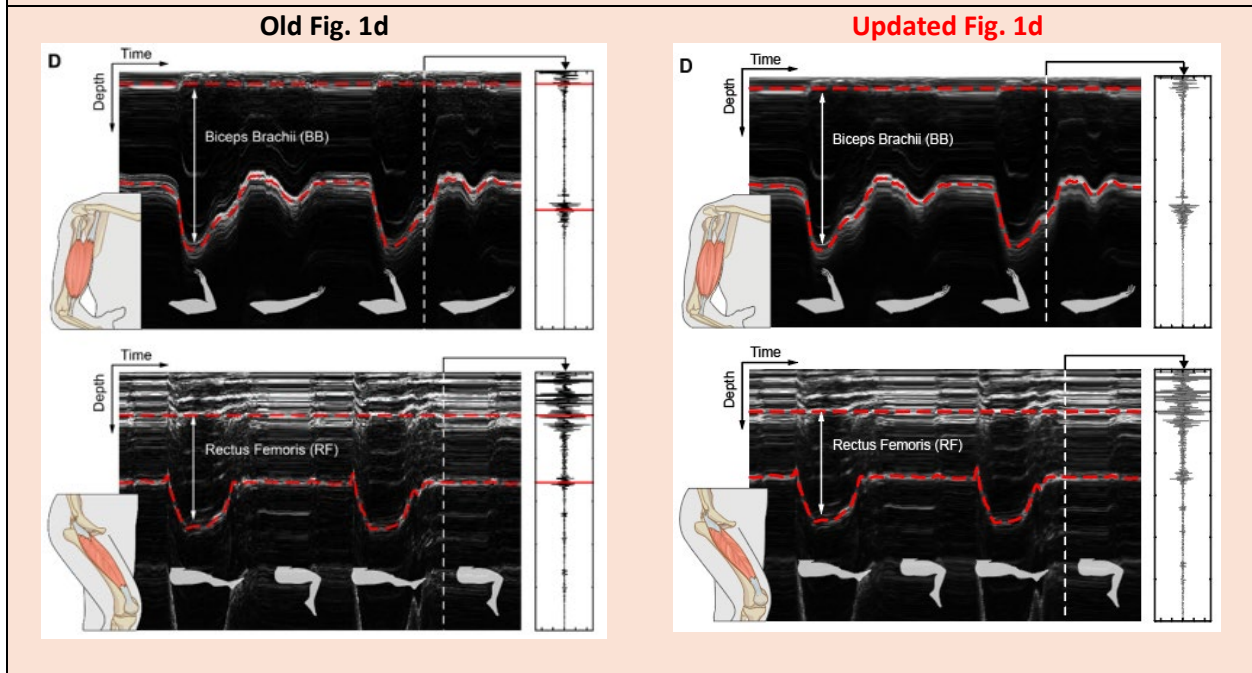 Old Fig. 1d
D
Time
Depth
Biceps Brachii (BB)
Time
Depth
Rectus Femoris (RF)
Updated Fig. 1d
D
Time
Depth
Biceps Brachii (BB)
Time
Depth
Rectus Femoris (RF)